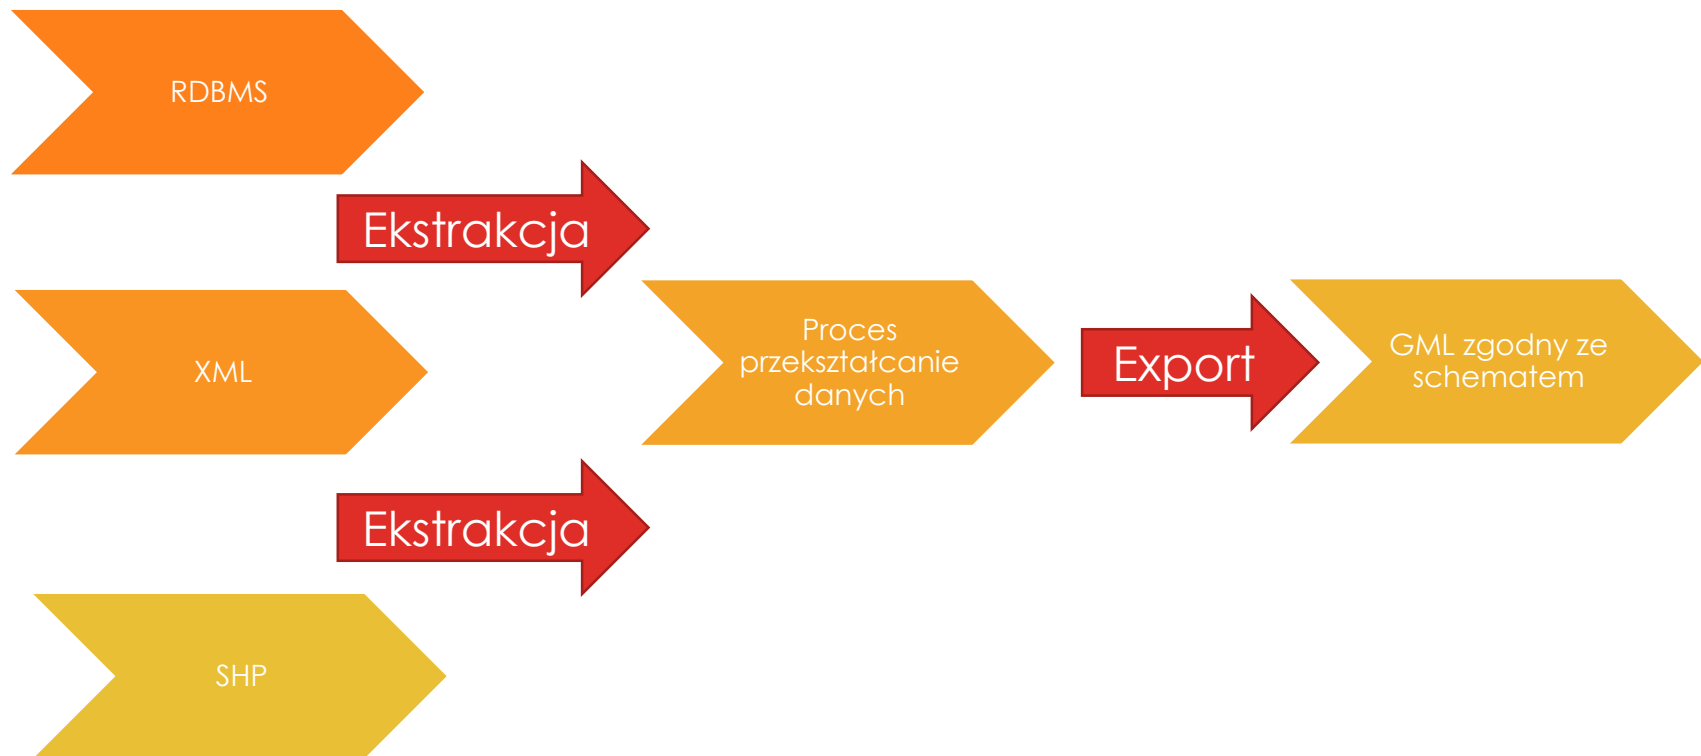 RDBMS
Ekstrakcja
XML
Proces
przekształcanie
danych
Export
GML zgodny ze
schematem
Ekstrakcja
SHP